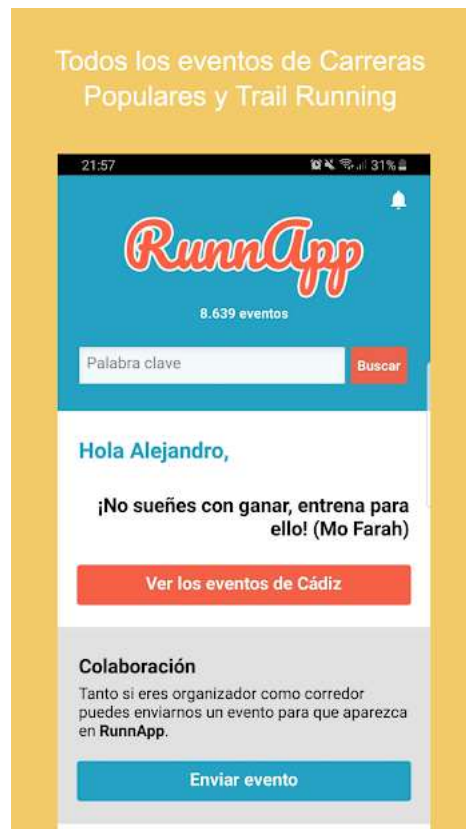 Todos los eventos de Carreras
Populares y Trail Running
21:57
31%
RunnApp
8.639 eventos
Palabra clave
Buscar
Hola Alejandro,
¡No sueñes con ganar, entrena para
ello! (Mo Farah)
Ver los eventos de Cádiz
Colaboración
Tanto si eres organizador como corredor
puedes enviarnos un evento para que aparezca
en RunnApp.
Enviar evento